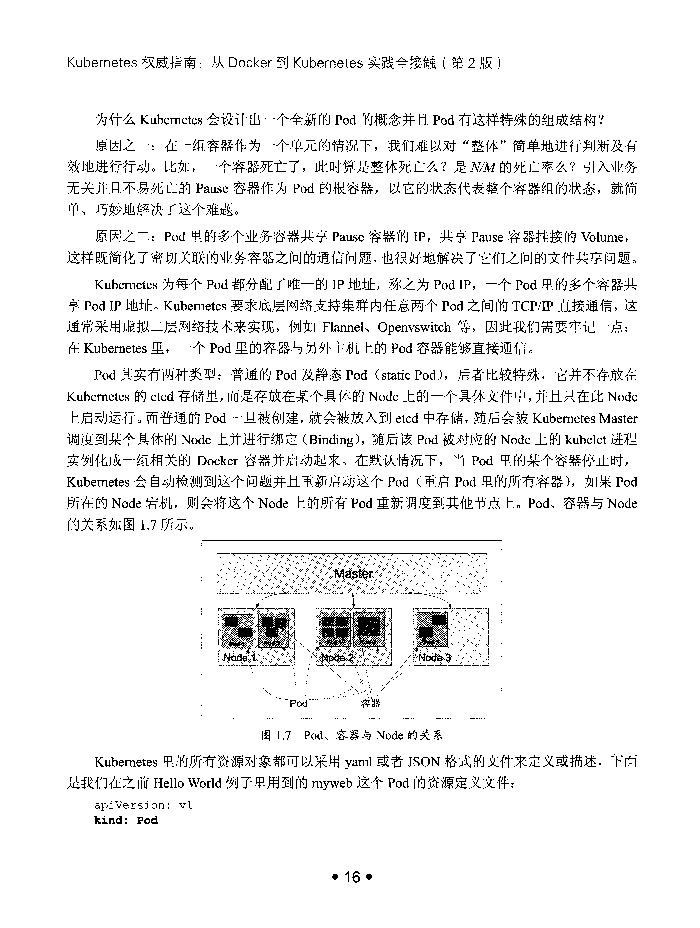 Kubernetes 权威指南：从 Docker 到 Kubernetes 实践全接触（第 2 版）
为什么 Kubernetes 会设计出一个全新的 Pod 的概念并且 Pod 有这样特殊的组成结构？
原因之一：在一组容器作为一个单元的情况下，我们难以对“整体”简单地进行判断及有
效地进行行动。比如，一个容器死亡了，此时算是整体死亡么？是 N/M 的死亡率么？引入业务
无关并且不易死亡的 Pause 容器作为 Pod 的根容器，以它的状态代表整个容器组的状态，就简
单、巧妙地解决了这个难题。
原因之二：Pod 里的多个业务容器共享 Pause 容器的 IP，共享 Pause 容器挂接的 Volume，
这样既简化了密切关联的业务容器之间的通信问题，也很好地解决了它们之间的文件共享问题。
Kubernetes 为每个 Pod 都分配了唯一的 IP 地址，称之为 Pod IP，一个 Pod 里的多个容器共
享 Pod IP 地址。Kubernetes 要求底层网络支持集群内任意两个 Pod 之间的 TCP/IP 直接通信，这
通常采用虚拟二层网络技术来实现，例如 Flannel、Openvswitch 等，因此我们需要牢记一点：
在 Kubernetes 里，一个 Pod 里的容器与另外主机上的 Pod 容器能够直接通信。
Pod 其实有两种类型：普通的 Pod 及静态 Pod（static Pod），后者比较特殊，它并不存放在
Kubernetes 的 etcd 存储里，而是存放在某个具体的 Node 上的一个具体文件中，并且只在此 Node
上启动运行。而普通的 Pod 一旦被创建，就会被放入到 etcd 中存储，随后会被 Kubernetes Master
调度到某个具体的 Node 上并进行绑定（Binding），随后该 Pod 被对应的 Node 上的 kubelet 进程
实例化成一组相关的 Docker 容器并启动起来。在默认情况下，当 Pod 里的某个容器停止时，
Kubernetes 会自动检测到这个问题并且重新启动这个 Pod（重启 Pod 里的所有容器），如果 Pod
所在的 Node 宕机，则会将这个 Node 上的所有 Pod 重新调度到其他节点上。Pod、容器与 Node
的关系如图 1.7 所示。
Master
Node 1
Node 2
Node 3
Pod
容器
图 1.7 Pod、容器与 Node 的关系
Kubernetes 里的所有资源对象都可以采用 yaml 或者 JSON 格式的文件来定义或描述，下面
是我们在之前 Hello World 例子里用到的 myweb 这个 Pod 的资源定义文件：
apiVersion: v1
kind: Pod
• 16 •